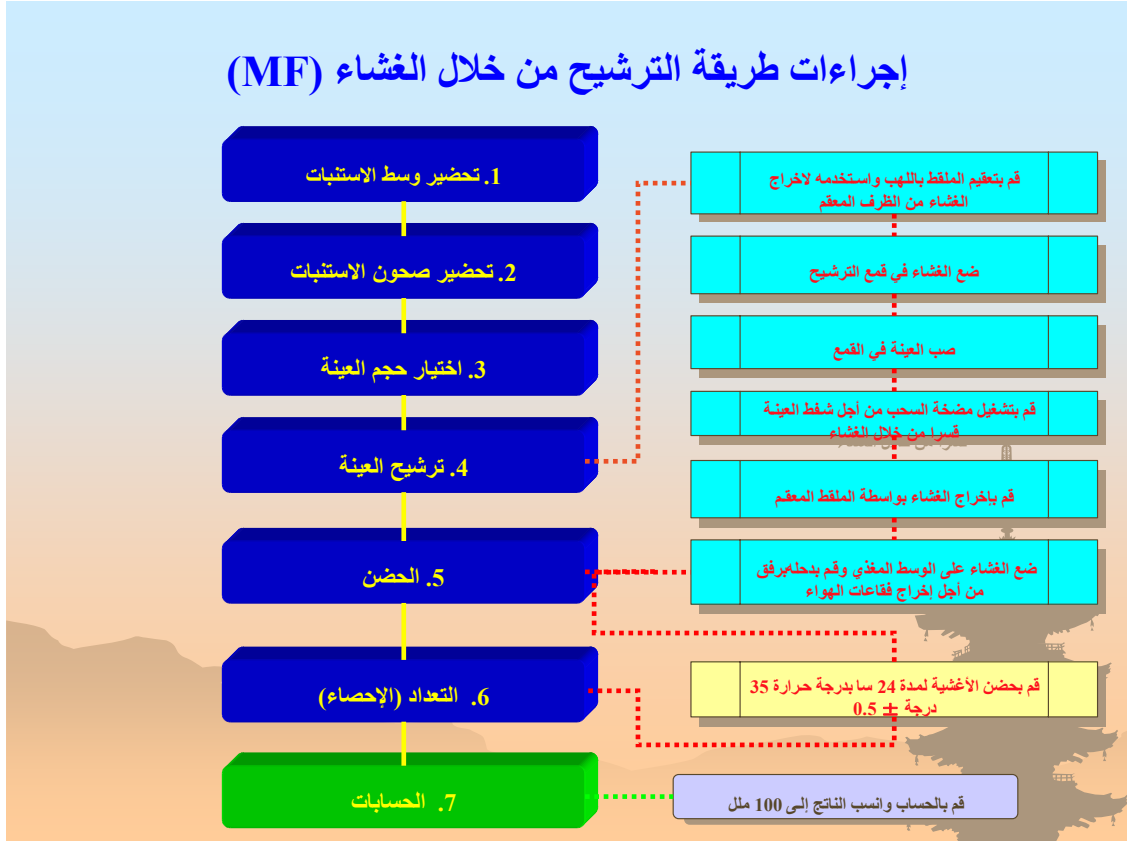 إجراءات طريقة الترشيح من خلال الغشاء (MF)
1. تحضير وسط الاستنبات
2. تحضير صحون الاستنبات
3. اختيار حجم العينة
4. ترشيح العينة
5. الحضن
6. التعداد (الإحصاء)
7. الحسابات
قم بتعقيم الملقط باللهب واستخدمه لاخراج
الغشاء من الظرف المعقم
ضع الغشاء في قمع الترشيح
صب العينة في القمع
قم بتشغيل مضخة السحب من أجل شفط العينة
قسرا من خلال الغشاء
قم بإخراج الغشاء بواسطة الملقط المعقم
ضع الغشاء على الوسط المغذي وقم بدحله برفق
من أجل إخراج فقاعات الهواء
قم بحضن الأغشية لمدة 24 سا بدرجة حرارة 35
درجة ± 0.5
قم بالحساب وانسب الناتج إلى 100 ملل